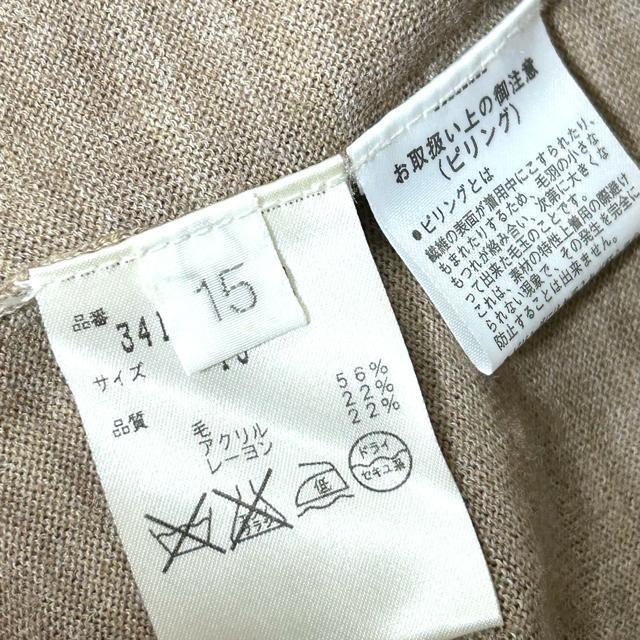 15
品番 341
サイズ
品質 毛 56%
アクリル 22%
レーヨン 22%
エンソサラシ
低
ドライ
セキユ系
お取扱い上の御注意
(ピリング)
●ピリングとは
繊維の表面が着用中にこすられたり、
もまれたりするため、毛羽の小さな
もつれが絡み合い、次第に大きくな
って出来た毛玉のことです。
これは、素材の特性上着用の際避け
られない現象で、その発生を完全に
防止することは出来ません。